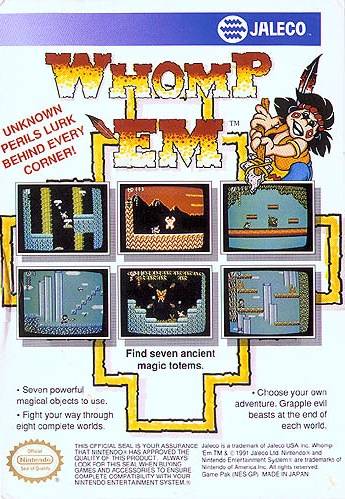 JALECO™
WHOMP
'EM™
UNKNOWN
PERILS LURK
BEHIND EVERY
CORNER!
Find seven ancient
magic totems.
• Seven powerful
magical objects to use.
• Fight your way through
eight complete worlds.
• Choose your own
adventure. Grapple evil
beasts at the end of
each world.
Official
Nintendo
Seal of Quality
THIS OFFICIAL SEAL IS YOUR ASSURANCE
THAT NINTENDO HAS APPROVED THE
QUALITY OF THIS PRODUCT. ALWAYS
LOOK FOR THIS SEAL WHEN BUYING
GAMES AND ACCESSORIES TO ENSURE
COMPLETE COMPATIBILITY WITH YOUR
NINTENDO ENTERTAINMENT SYSTEM.
Jaleco is a trademark of Jaleco USA Inc. Whomp
'Em TM & © 1991 Jaleco Ltd. Nintendo and
Nintendo Entertainment System are trademarks of
Nintendo of America Inc. All rights reserved.
Game Pak (NES-GP) MADE IN JAPAN